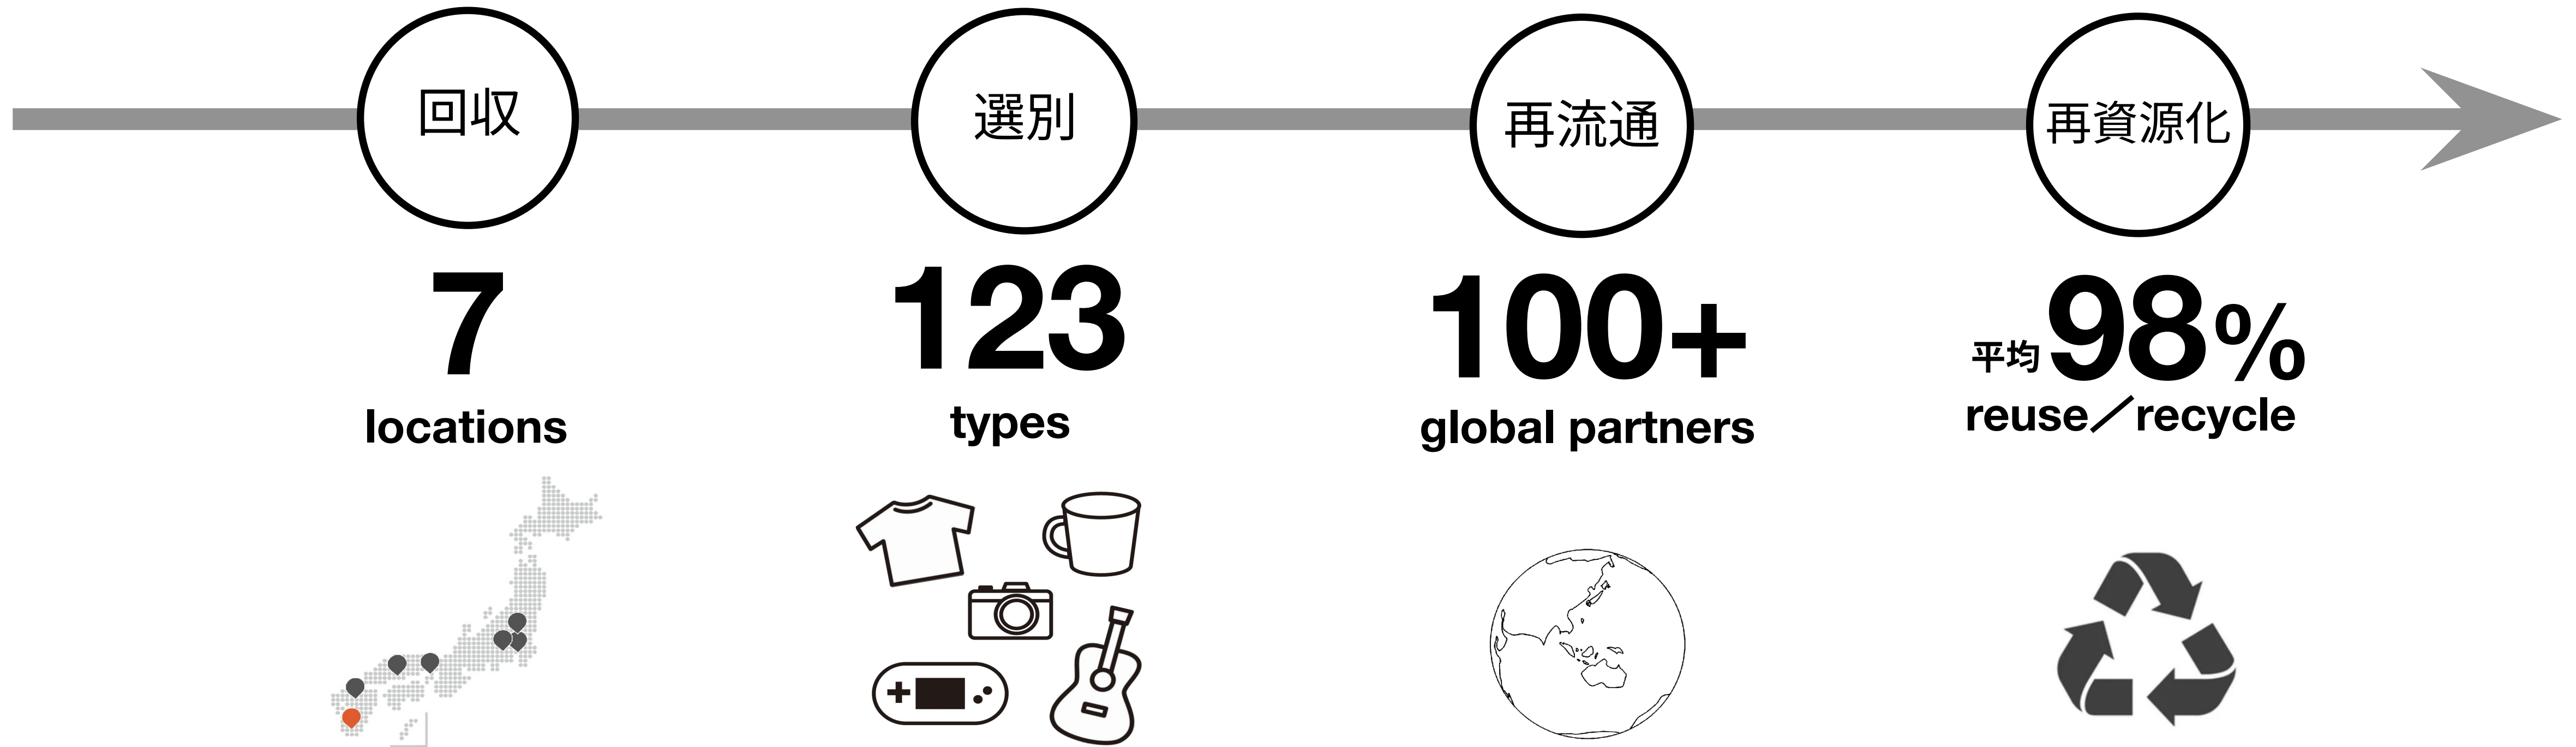 回収
選別
再流通
再資源化
7
locations
123
types
100+
global partners
平均98%
reuse／recycle